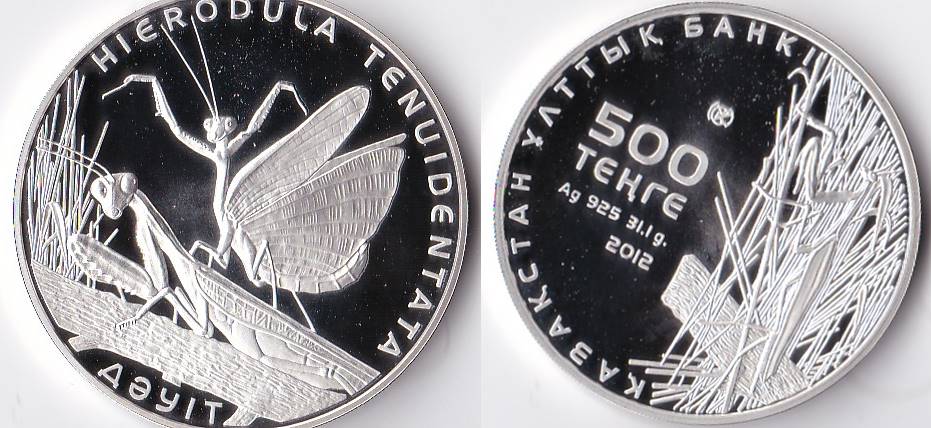 HIERODULA TENUIDENTATA
ДӘУІТ
ҚАЗАҚСТАН ҰЛТТЫҚ БАНКІ
500
ТЕҢГЕ
Ag 925 31.1 g.
2012